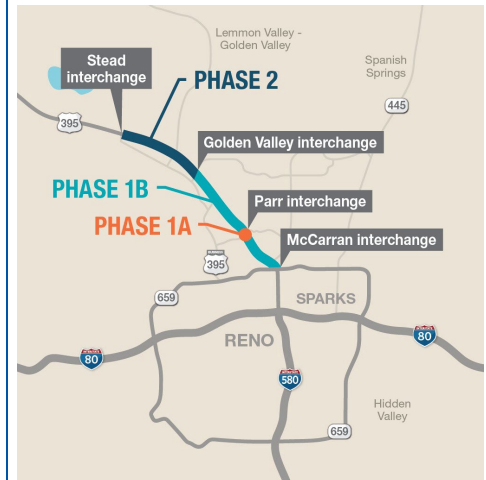 Lemmon Valley -
Golden Valley
Stead
interchange
PHASE 2
Spanish
Springs
445
395
Golden Valley interchange
PHASE 1B
Parr interchange
PHASE 1A
McCarran interchange
395
659
SPARKS
RENO
80
80
580
Hidden
Valley
659